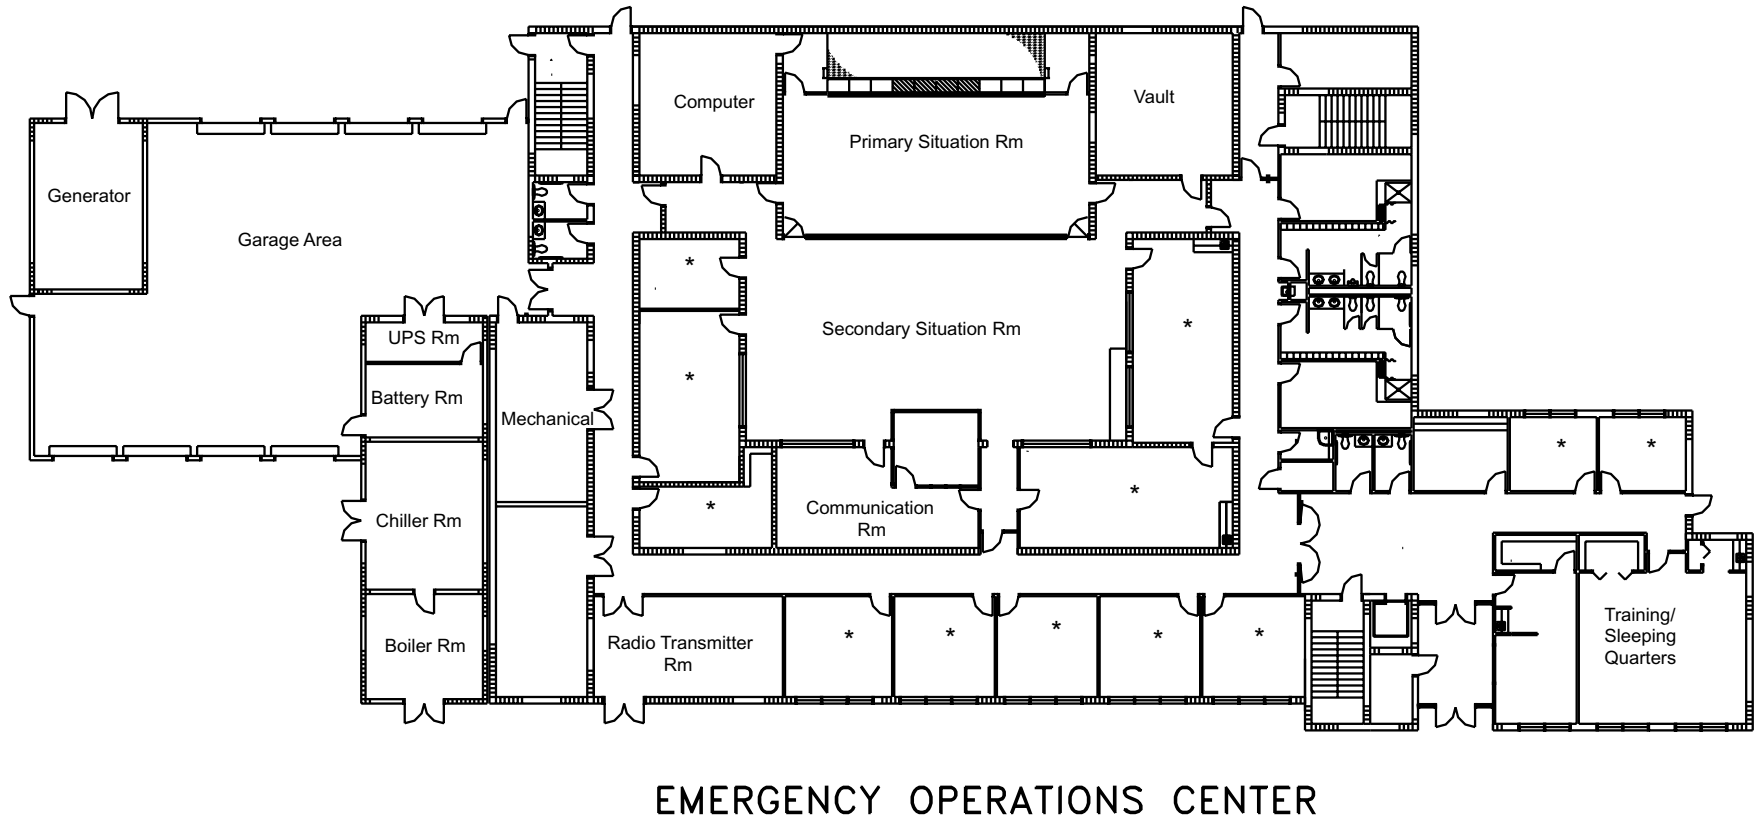 Computer
Vault
Primary Situation Rm
Generator
Garage Area
*
*
Secondary Situation Rm
UPS Rm
*
Battery Rm
Mechanical
*
*
*
*
Communication
Rm
Chiller Rm
Radio Transmitter
Rm
*
*
*
*
*
Boiler Rm
Training/
Sleeping
Quarters
EMERGENCY OPERATIONS CENTER